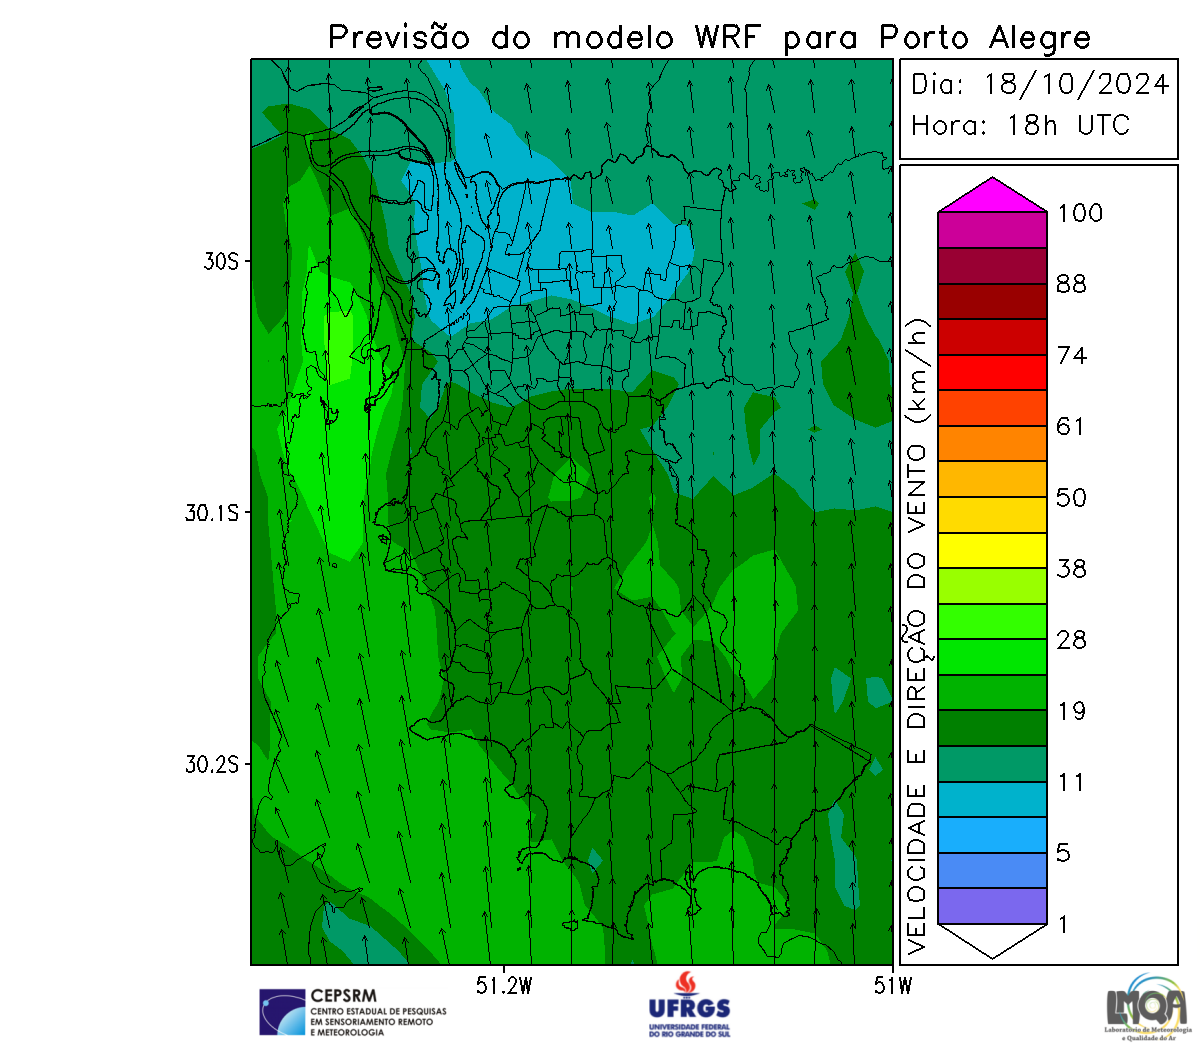 Previsão do modelo WRF para Porto Alegre
Dia: 18/10/2024
Hora: 18h UTC
VELOCIDADE E DIREÇÃO DO VENTO (km/h)
100
88
74
61
50
38
28
19
11
5
1
30S
30.1S
30.2S
51.2W
51W
CEPSRM
CENTRO ESTADUAL DE PESQUISAS
EM SENSORIAMENTO REMOTO
E METEOROLOGIA
UFRGS
UNIVERSIDADE FEDERAL
DO RIO GRANDE DO SUL
LMQA
Laboratório de Meteorologia
e Qualidade do Ar